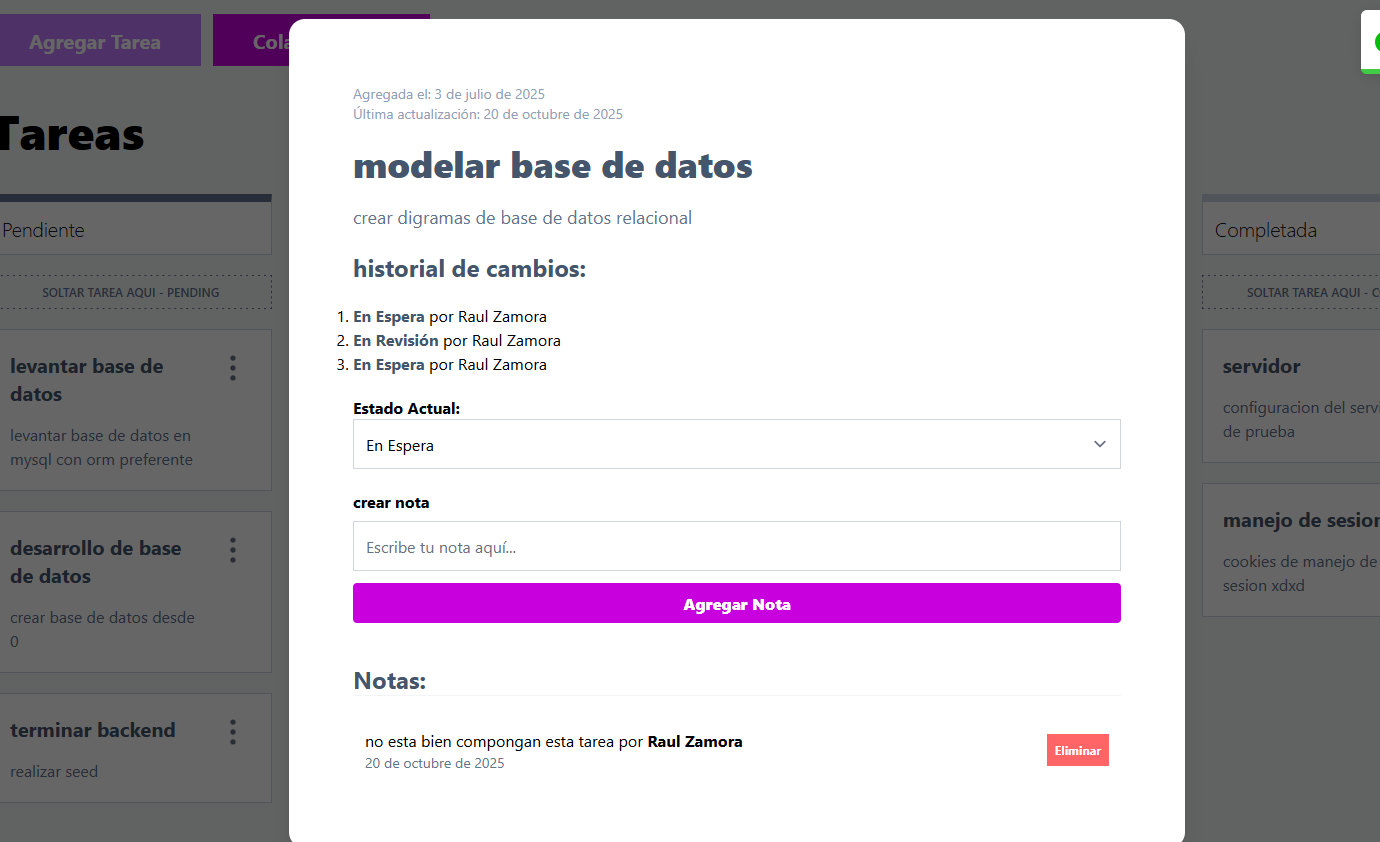 Agregar Tarea
Cola
Tareas
Pendiente
SOLTAR TAREA AQUI - PENDING
levantar base de
datos
levantar base de datos en
mysql con orm preferente
desarrollo de base
de datos
crear base de datos desde
0
terminar backend
realizar seed
Agregada el: 3 de julio de 2025
Última actualización: 20 de octubre de 2025
modelar base de datos
crear digramas de base de datos relacional
historial de cambios:
1. En Espera por Raul Zamora
2. En Revisión por Raul Zamora
3. En Espera por Raul Zamora
Estado Actual:
En Espera
crear nota
Escribe tu nota aquí...
Agregar Nota
Notas:
no esta bien compongan esta tarea por Raul Zamora
20 de octubre de 2025
Eliminar
Completada
SOLTAR TAREA AQUI - C
servidor
configuracion del serv
de prueba
manejo de sesion
cookies de manejo de
sesion xdxd